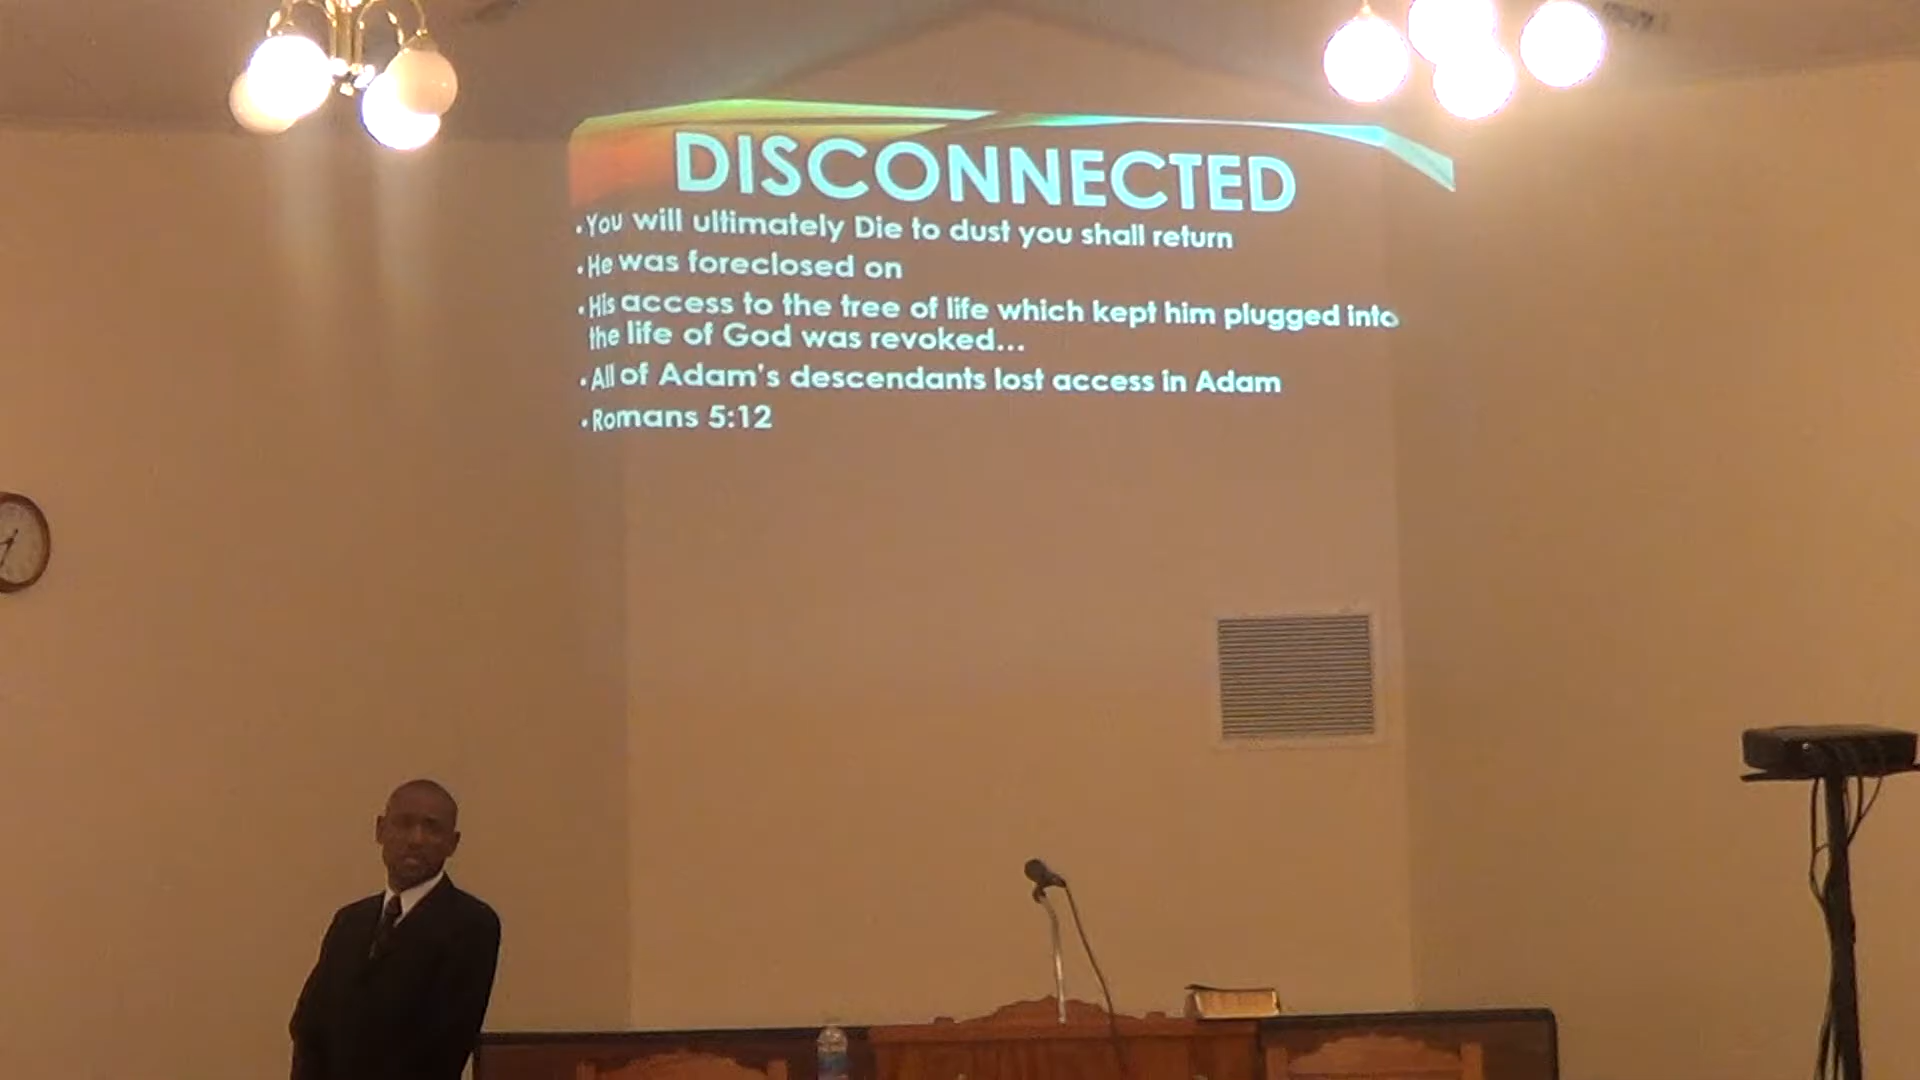 DISCONNECTED
•You will ultimately Die to dust you shall return
•He was foreclosed on
•His access to the tree of life which kept him plugged into
the life of God was revoked...
•All of Adam's descendants lost access in Adam
•Romans 5:12